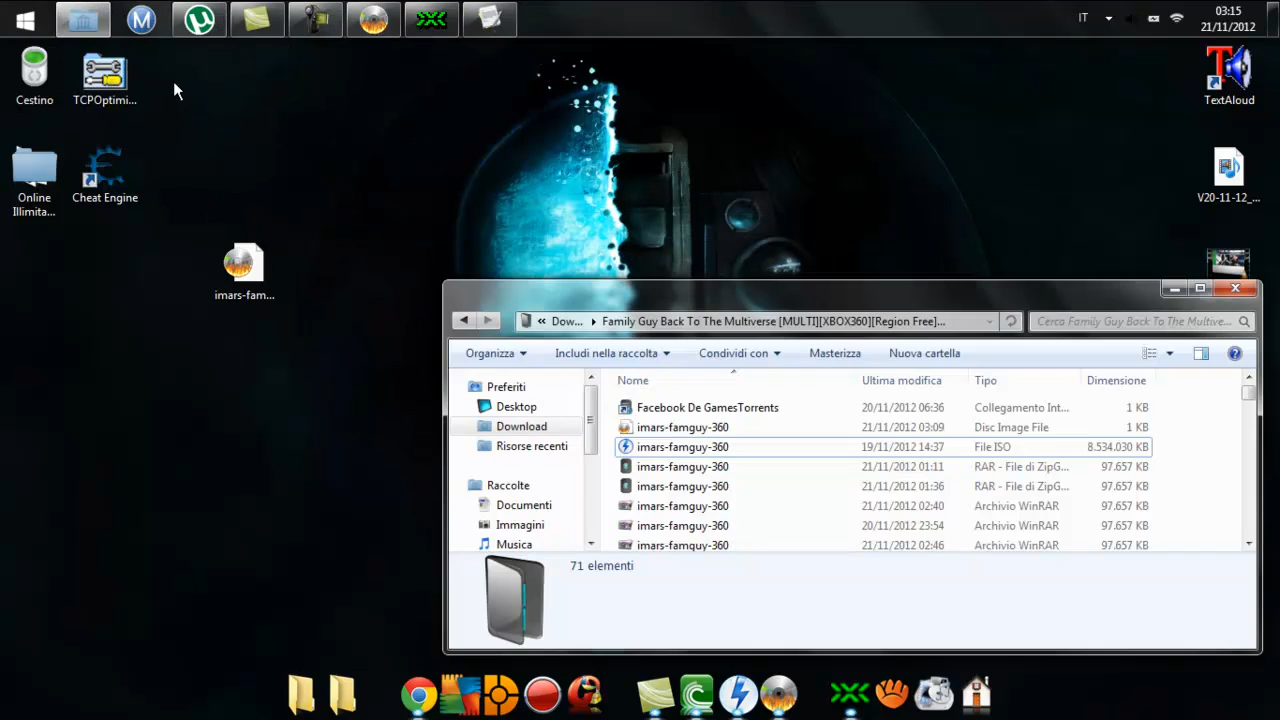 IT
03:15
21/11/2012
Cestino
TCPOptimi...
TextAloud
Online
Illimita...
Cheat Engine
V20-11-12_...
imars-fam...
« Dow... Family Guy Back To The Multiverse [MULTI][XBOX360][Region Free]...
Cerca Family Guy Back To The Multive...
Organizza
Includi nella raccolta
Condividi con
Masterizza
Nuova cartella
Preferiti
Desktop
Download
Risorse recenti
Raccolte
Documenti
Immagini
Musica
Nome Ultima modifica Tipo Dimensione
Facebook De GamesTorrents 20/11/2012 06:36 Collegamento Int... 1 KB
imars-famguy-360 21/11/2012 03:09 Disc Image File 1 KB
imars-famguy-360 19/11/2012 14:37 File ISO 8.534.030 KB
imars-famguy-360 21/11/2012 01:11 RAR - File di ZipG... 97.657 KB
imars-famguy-360 21/11/2012 01:36 RAR - File di ZipG... 97.657 KB
imars-famguy-360 21/11/2012 02:40 Archivio WinRAR 97.657 KB
imars-famguy-360 20/11/2012 23:54 Archivio WinRAR 97.657 KB
imars-famguy-360 21/11/2012 02:46 Archivio WinRAR 97.657 KB
71 elementi